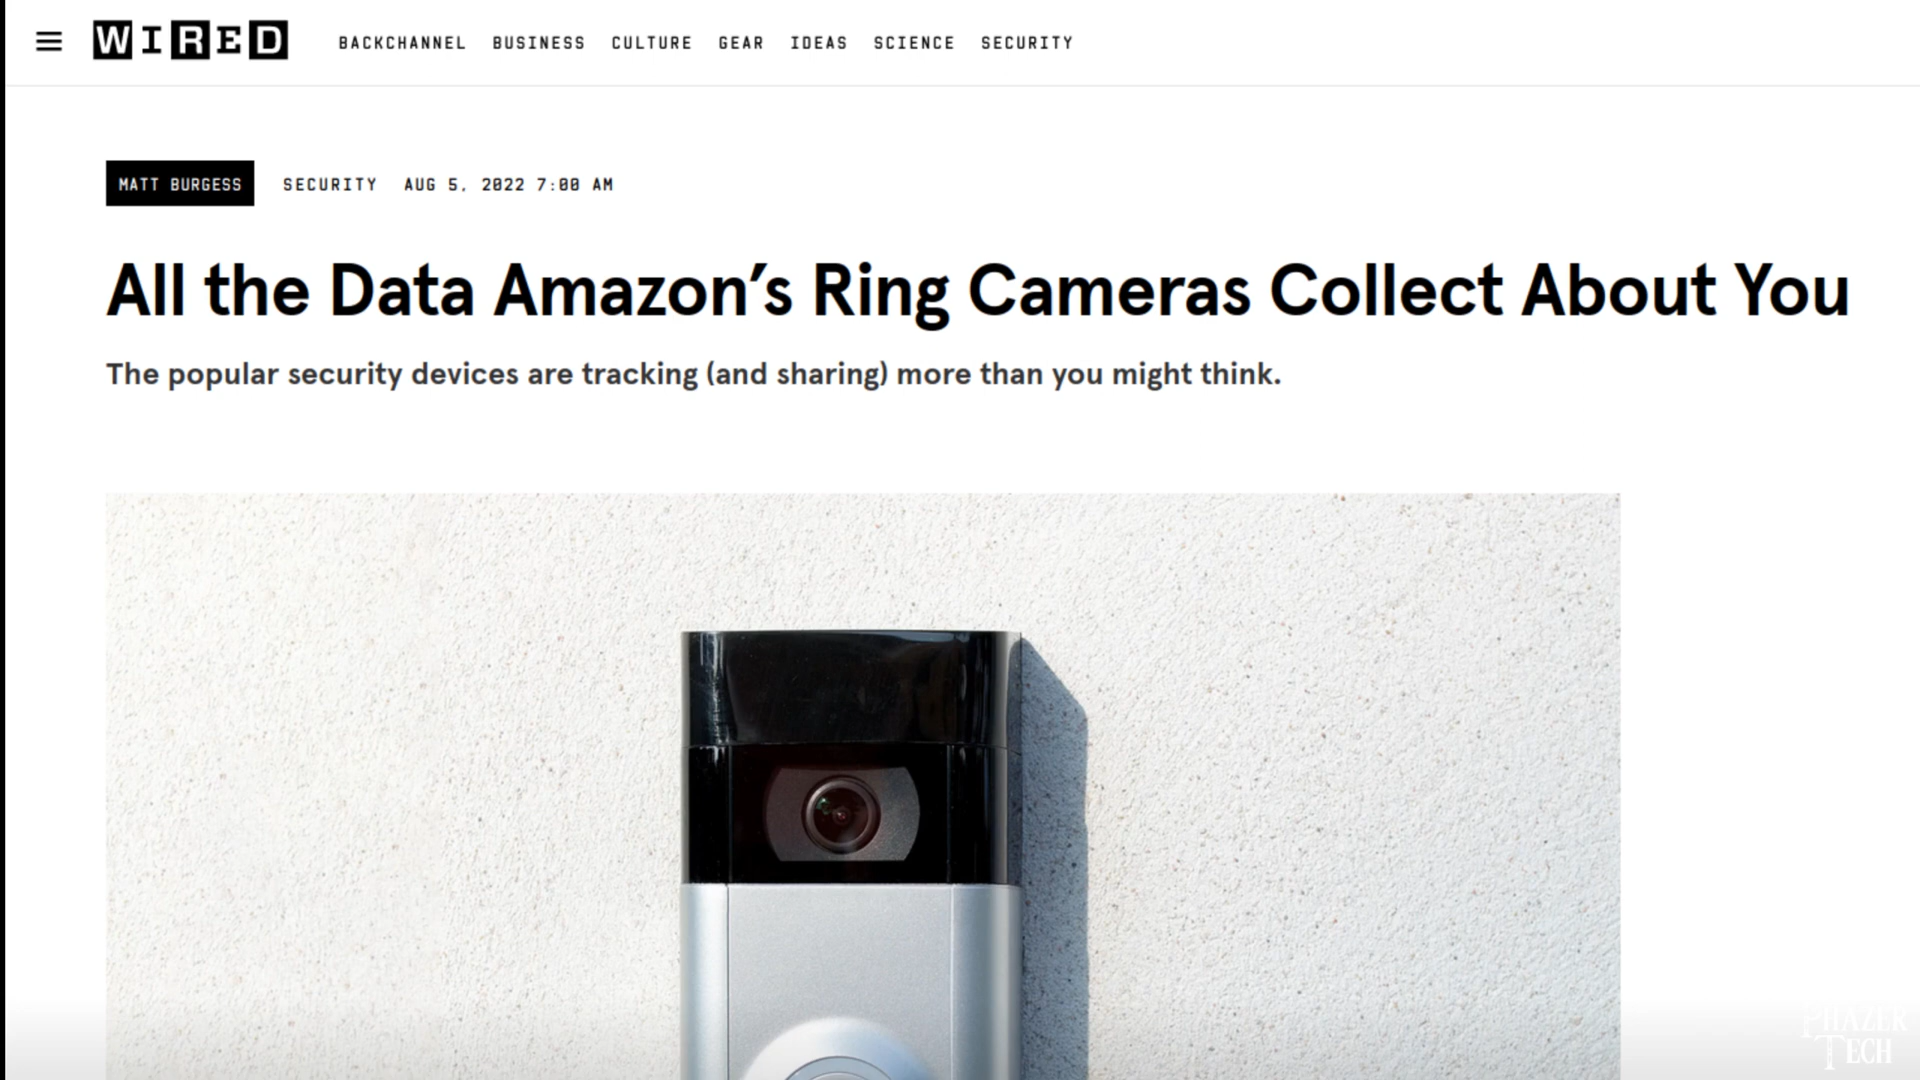 WIRED BACKCHANNEL BUSINESS CULTURE GEAR IDEAS SCIENCE SECURITY
MATT BURGESS SECURITY AUG 5, 2022 7:00 AM
All the Data Amazon’s Ring Cameras Collect About You
The popular security devices are tracking (and sharing) more than you might think.
PHAZER
TECH